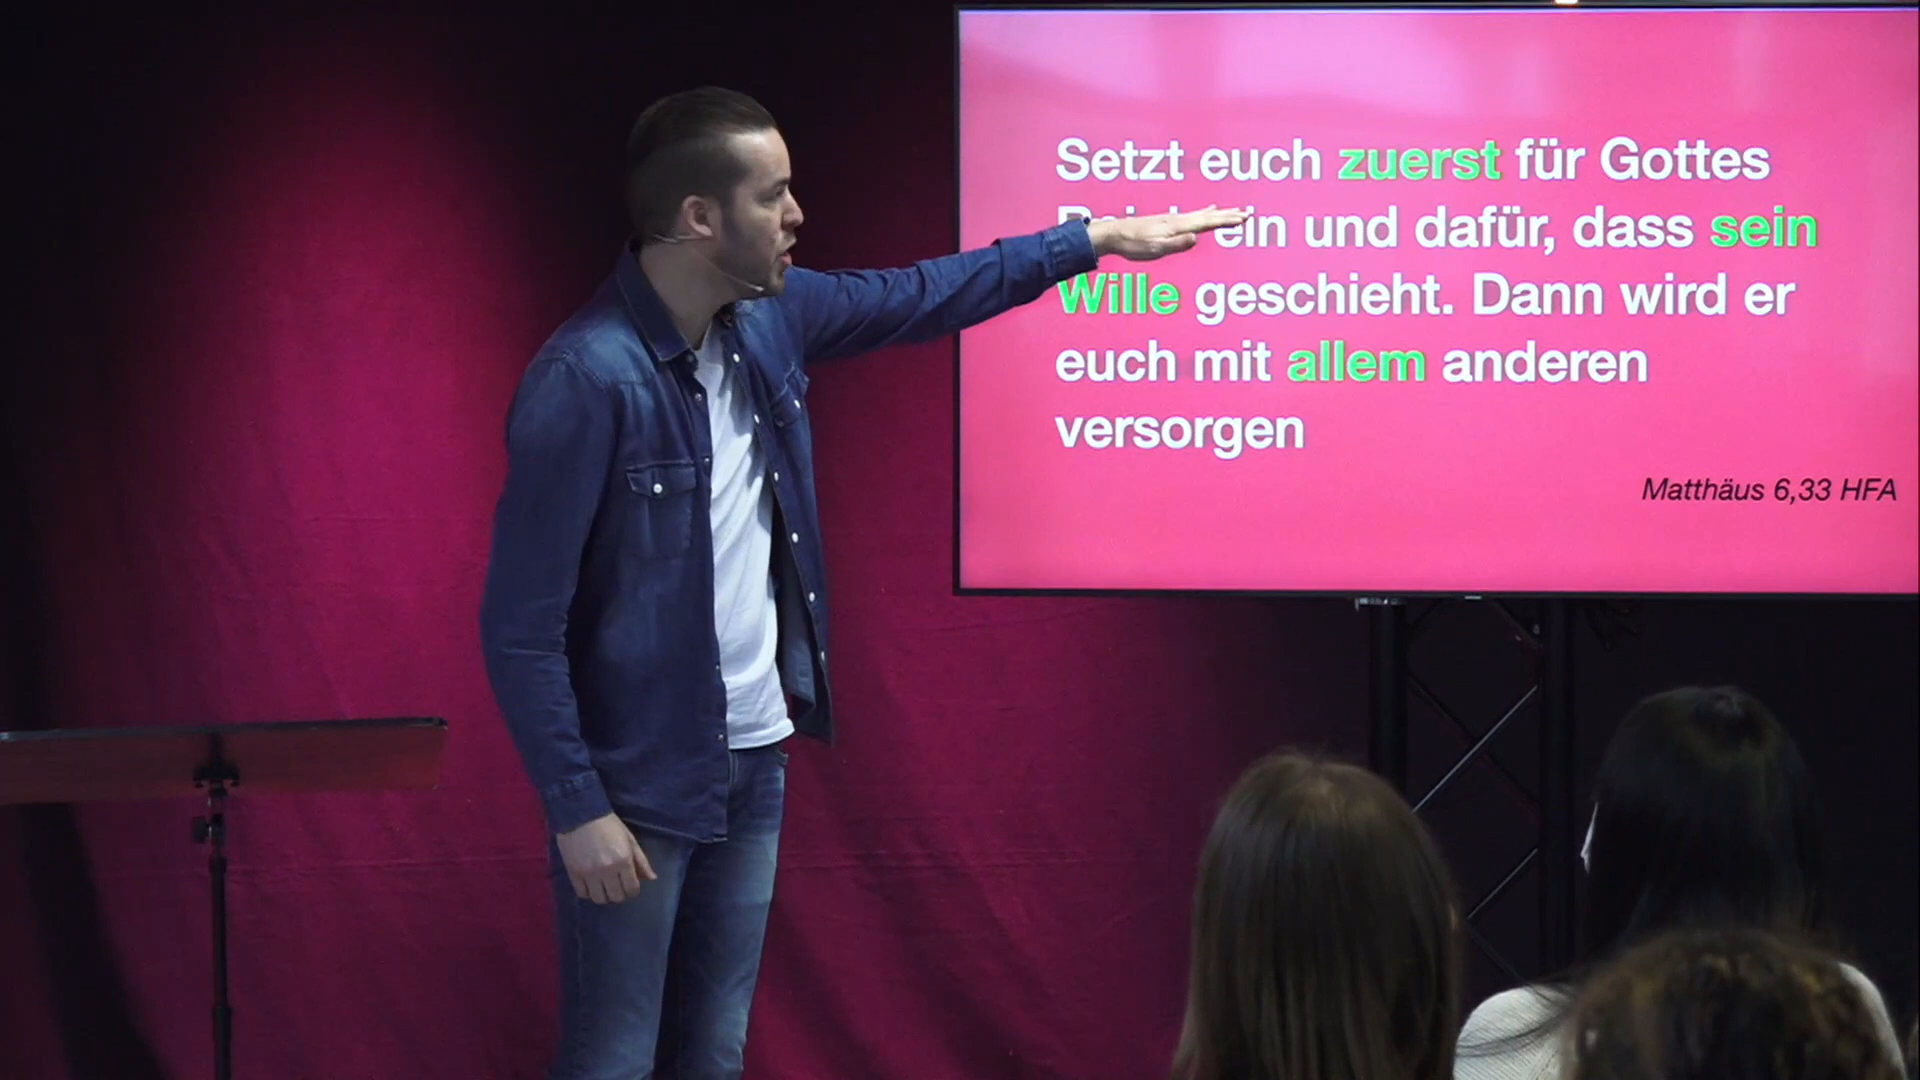 Setzt euch zuerst für Gottes
ein und dafür, dass sein
Wille geschieht. Dann wird er
euch mit allem anderen
versorgen
Matthäus 6,33 HFA